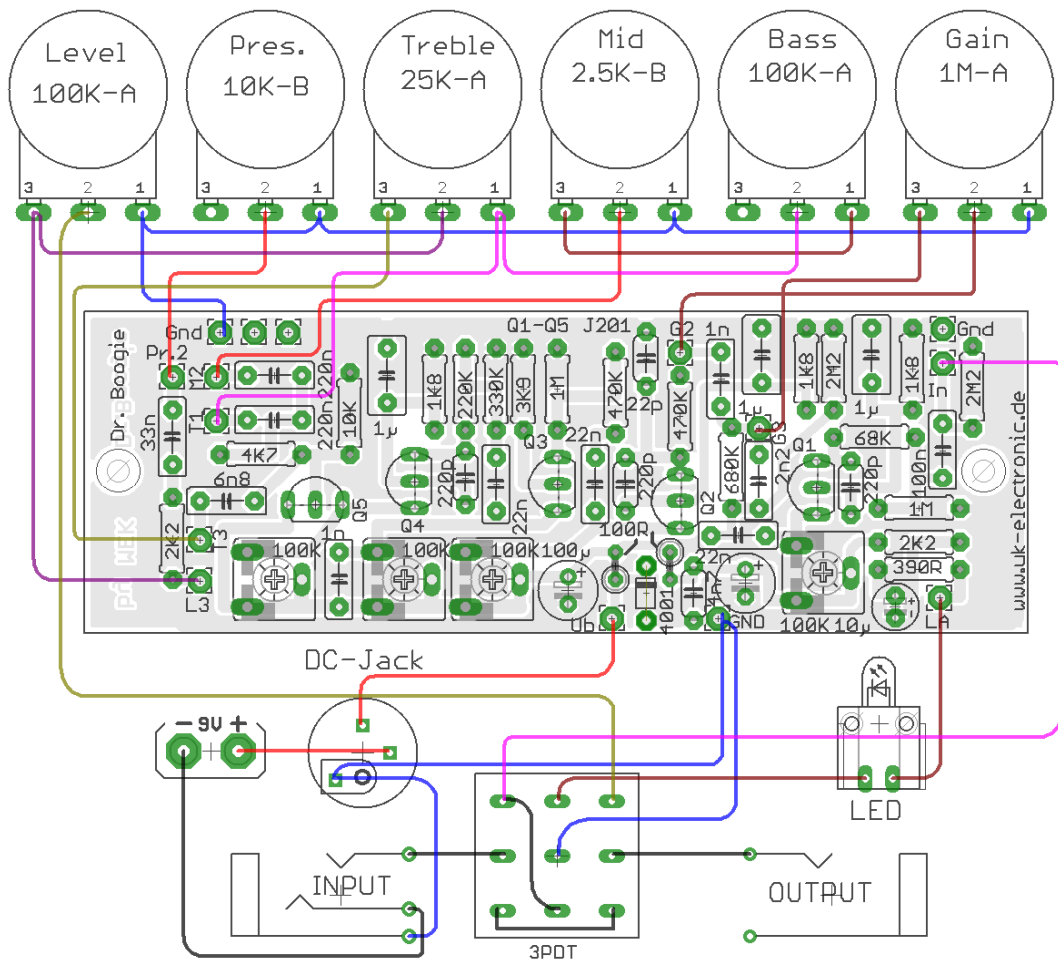 Level
100K-A
Pres.
10K-B
Treble
25K-A
Mid
2.5K-B
Bass
100K-A
Gain
1M-A
3 2 1
3 2 1
3 2 1
3 2 1
3 2 1
3 2 1
Dr.Boogie
Gnd
Pr.2
M2
220n
T1
220n
33n
4K7
10K
1µ
6n8
2K2
T3
L3
Q5
1n
100K
Q1-Q5 J201
1K8
220K
330K
3K9
1M
470K
22p
G2
1n
470K
1µ
1K8
2M2
1µ
1K8
Gnd
In
2M2
Q3
22n
220p
22n
220p
Q4
100K
100K
100µ
100R
Q2
680K
2n2
Q1
68K
220p
100n
1M
2K2
390R
22n
47n
4001
Ub
GND
100K
10µ
LA
www.uk-electronic.de
DC-Jack
- 9V +
LED
INPUT
OUTPUT
3PDT